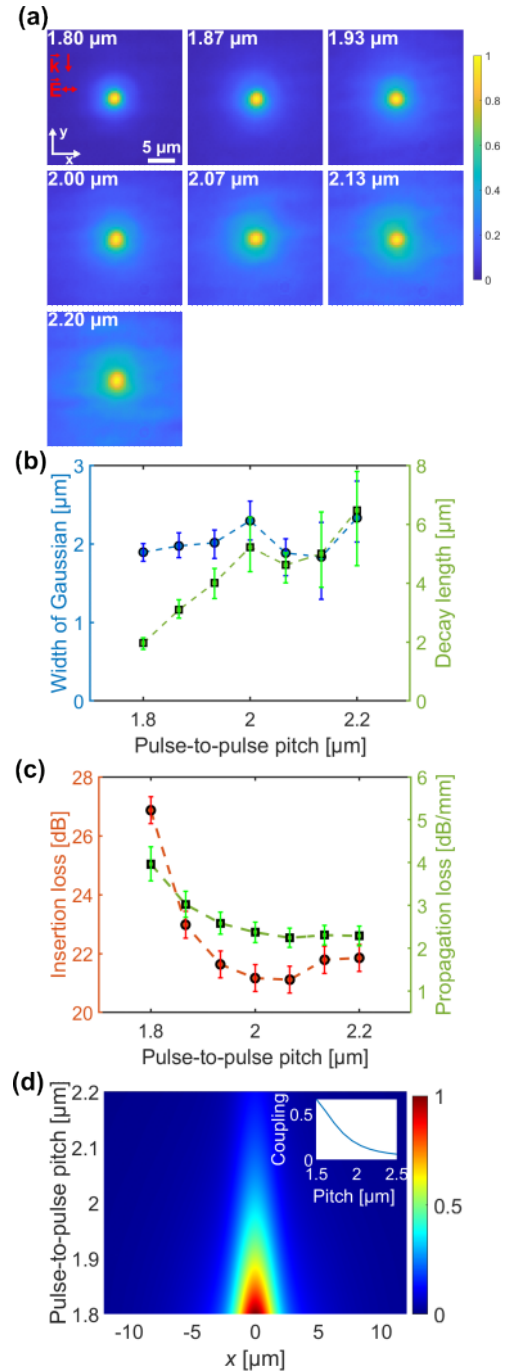 (a)
1.80 μm
1.87 μm
1.93 μm
k
E
y
x
5 μm
1
0.8
0.6
0.4
0.2
0
2.00 μm
2.07 μm
2.13 μm
2.20 μm
(b)
Width of Gaussian [μm]
3
2
1
0
8
6
4
2
0
Decay length [μm]
1.8
2
2.2
Pulse-to-pulse pitch [μm]
(c)
Insertion loss [dB]
28
26
24
22
20
6
5
4
3
2
1
Propagation loss [dB/mm]
1.8
2
2.2
Pulse-to-pulse pitch [μm]
(d)
Pulse-to-pulse pitch [μm]
2.2
2.1
2
1.9
1.8
Coupling
0.5
0
1.5
2
2.5
Pitch [μm]
1
0.5
0
-10
-5
0
5
10
x [μm]